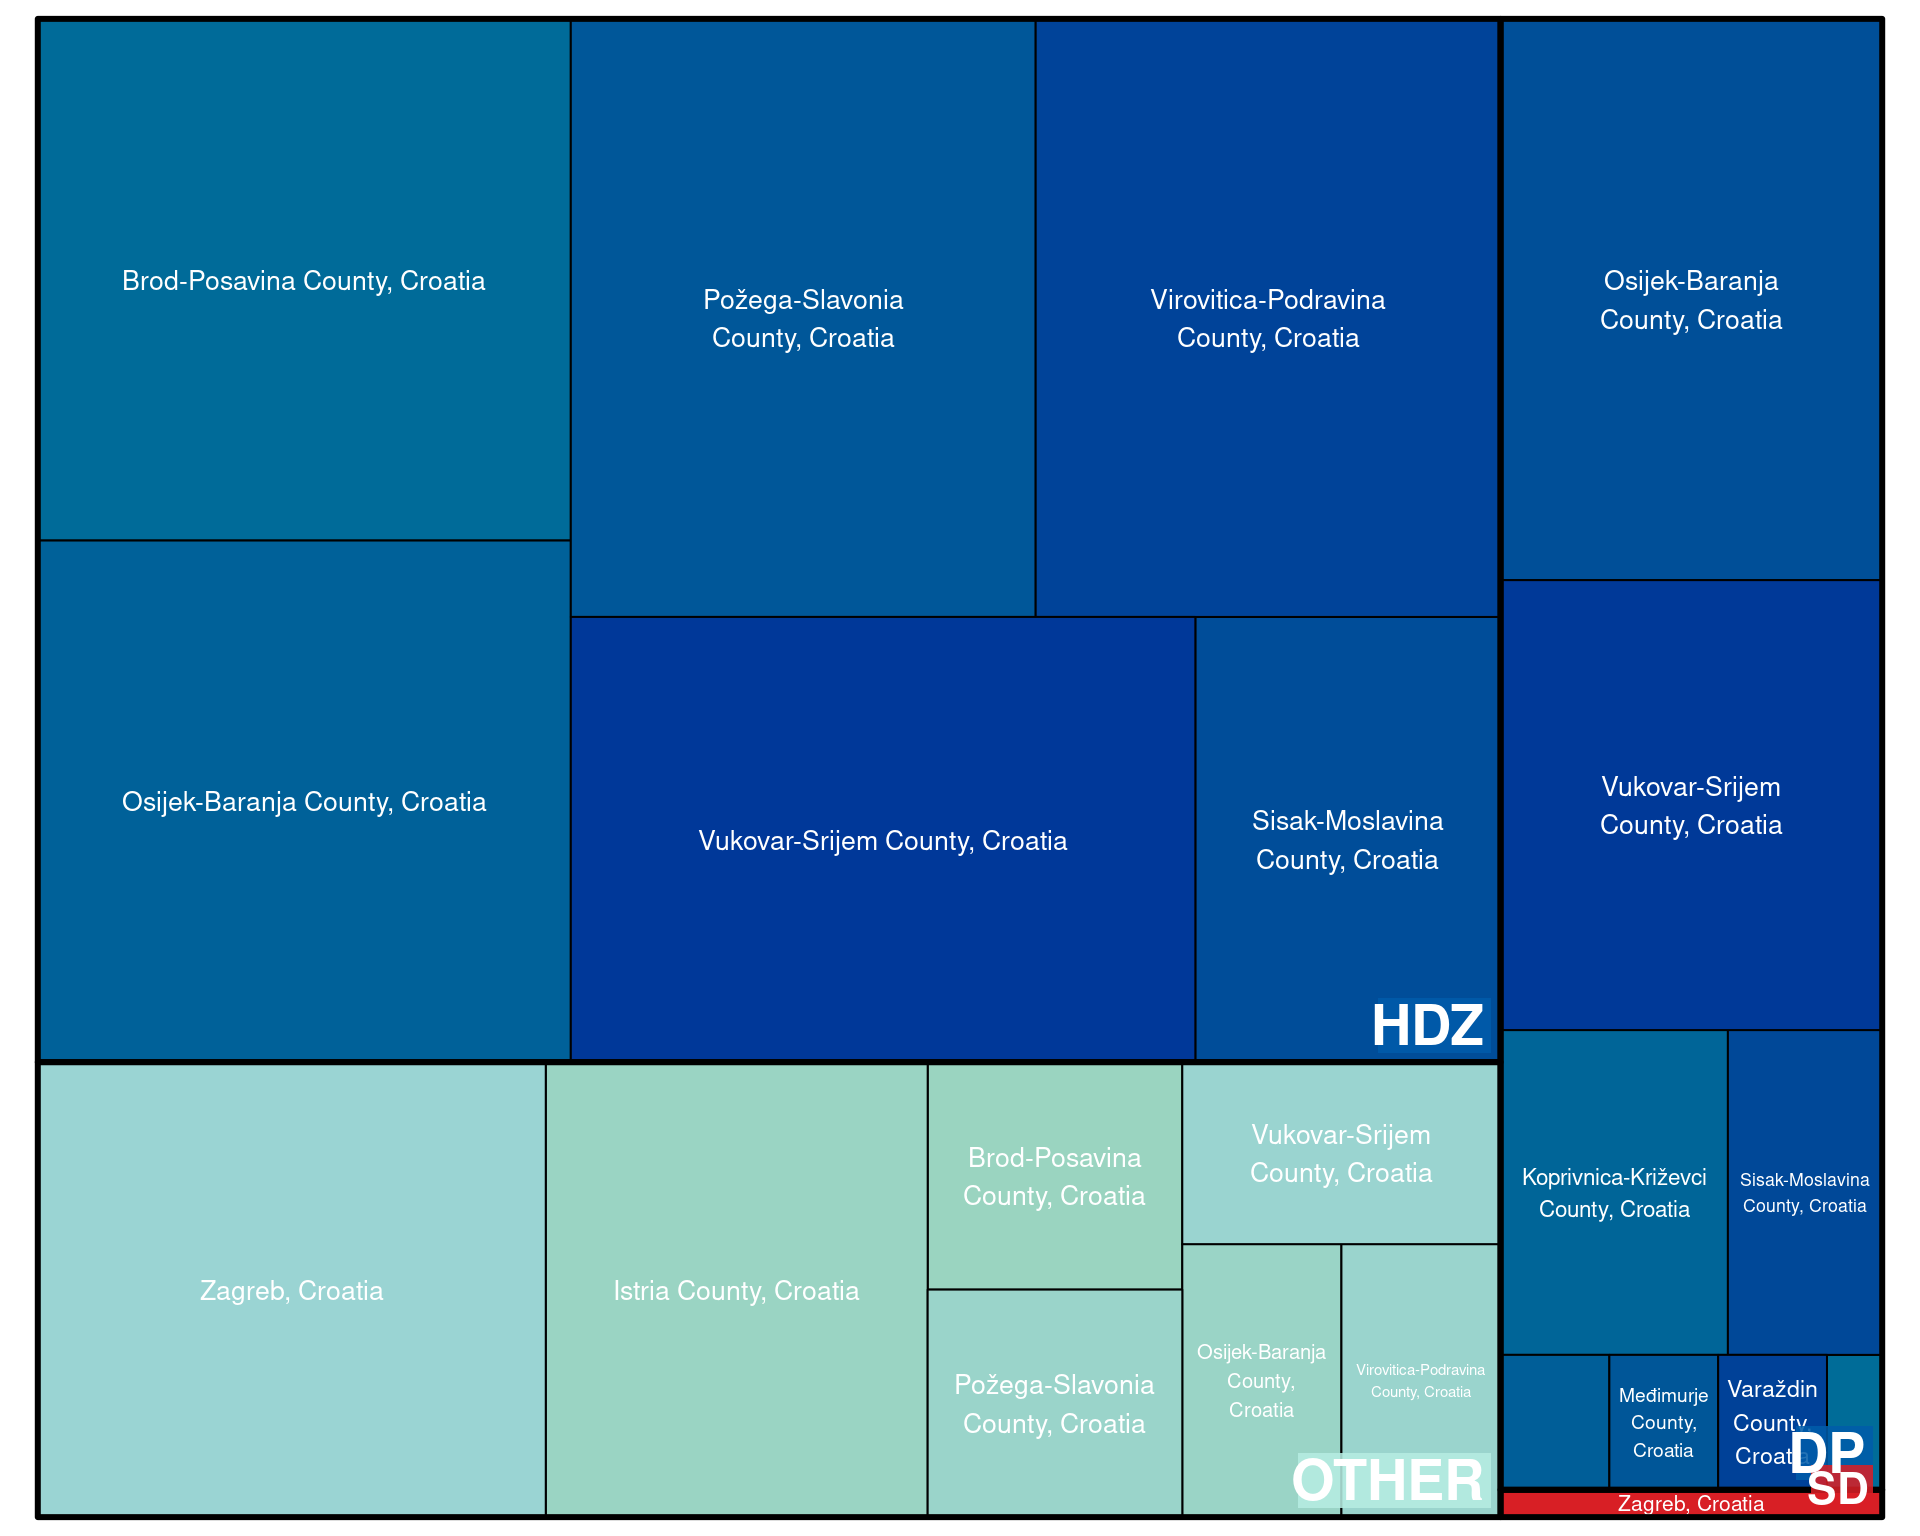 Brod-Posavina County, Croatia
Požega-Slavonia
County, Croatia
Virovitica-Podravina
County, Croatia
Osijek-Baranja County, Croatia
Vukovar-Srijem County, Croatia
Sisak-Moslavina
County, Croatia
HDZ
Osijek-Baranja
County, Croatia
Vukovar-Srijem
County, Croatia
Koprivnica-Križevci
County, Croatia
Sisak-Moslavina
County, Croatia
Međimurje
County,
Croatia
Varaždin
County,
Croatia
DP
Zagreb, Croatia
Istria County, Croatia
Brod-Posavina
County, Croatia
Požega-Slavonia
County, Croatia
Vukovar-Srijem
County, Croatia
Osijek-Baranja
County,
Croatia
Virovitica-Podravina
County, Croatia
OTHER
Zagreb, Croatia
SD